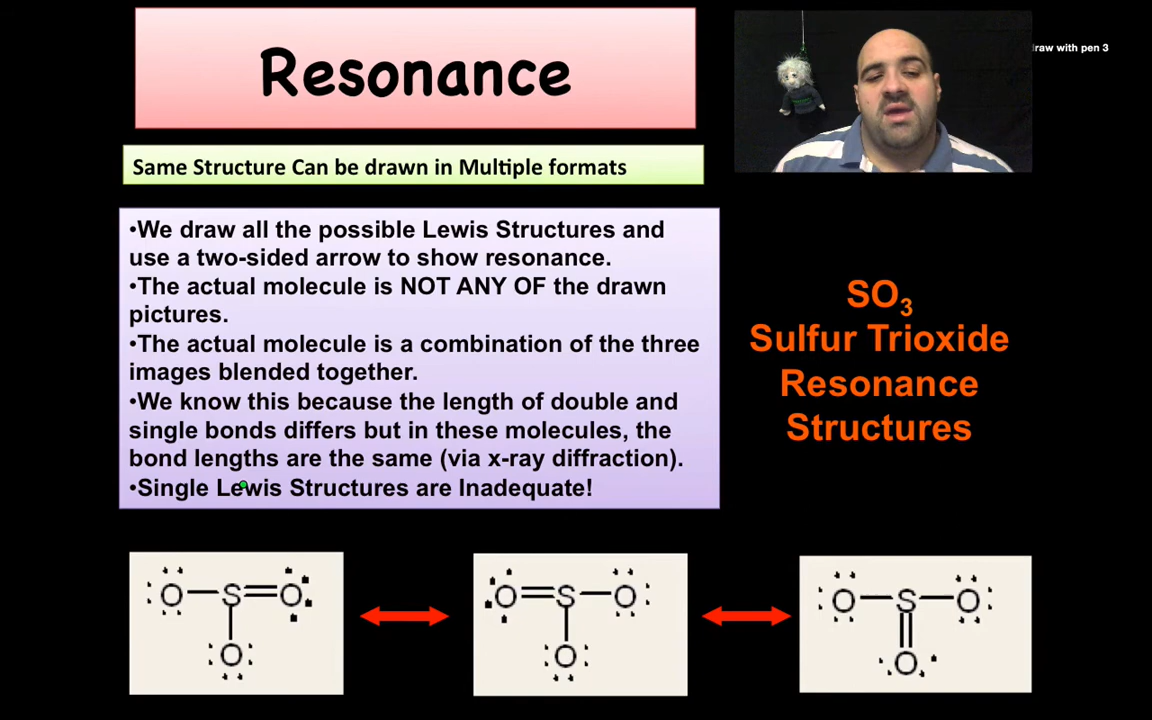 Resonance
raw with pen 3
Same Structure Can be drawn in Multiple formats
•We draw all the possible Lewis Structures and
use a two-sided arrow to show resonance.
•The actual molecule is NOT ANY OF the drawn
pictures.
•The actual molecule is a combination of the three
images blended together.
•We know this because the length of double and
single bonds differs but in these molecules, the
bond lengths are the same (via x-ray diffraction).
•Single Lewis Structures are Inadequate!
SO₃
Sulfur Trioxide
Resonance
Structures
O S O
O
O S O
O
O S O
O